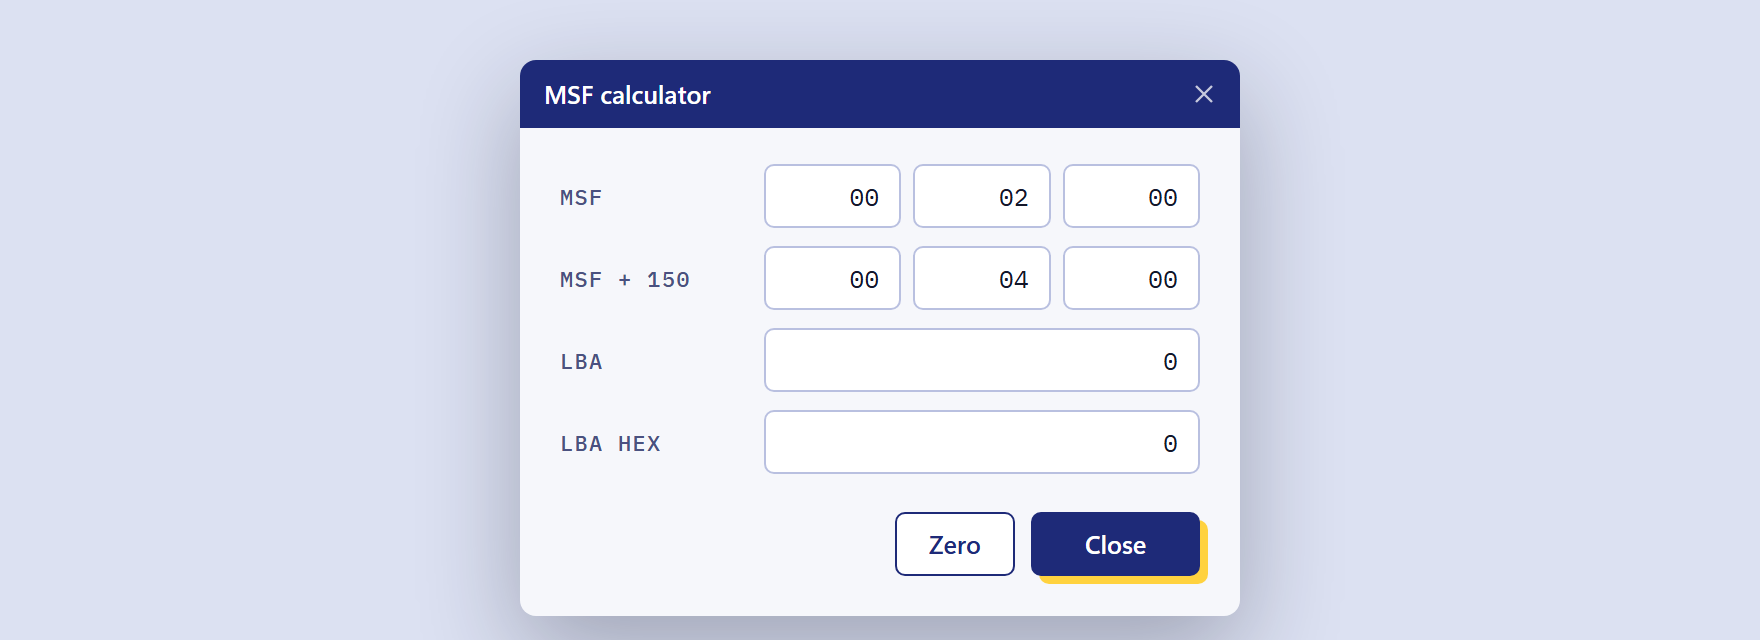 MSF calculator
MSF 00 02 00
MSF + 150 00 04 00
LBA 0
LBA HEX 0
Zero Close